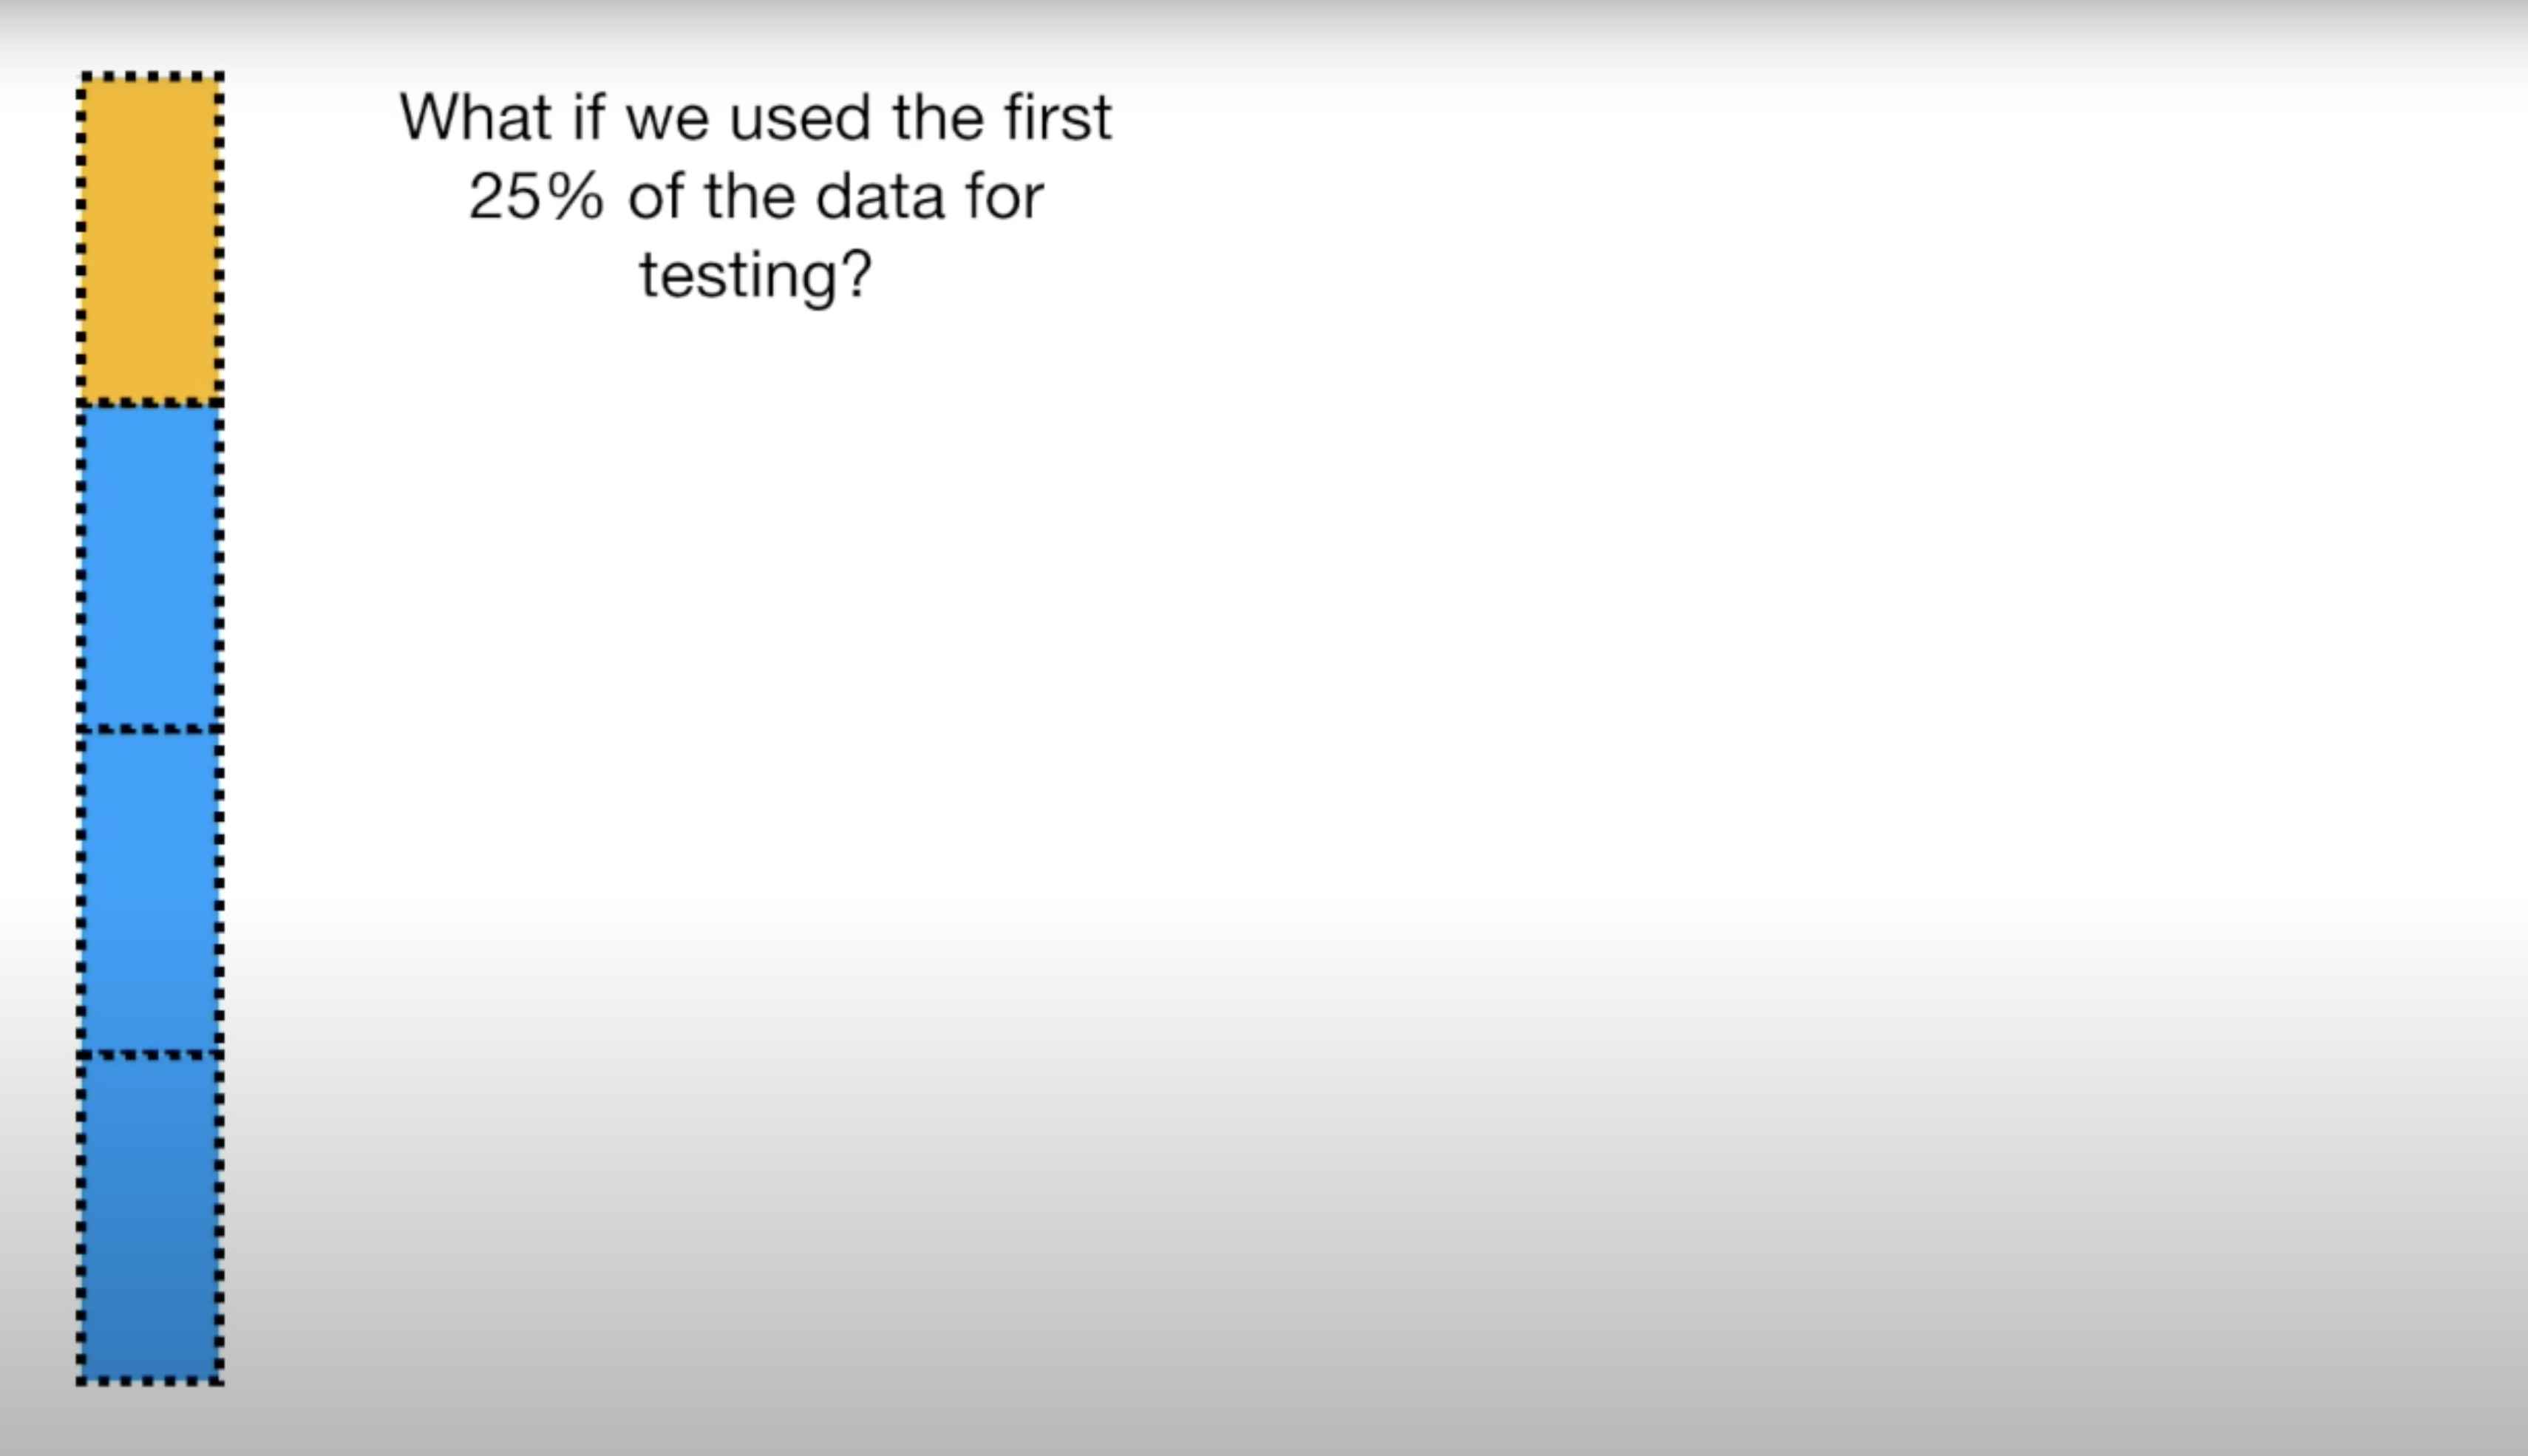 What if we used the first
25% of the data for
testing?